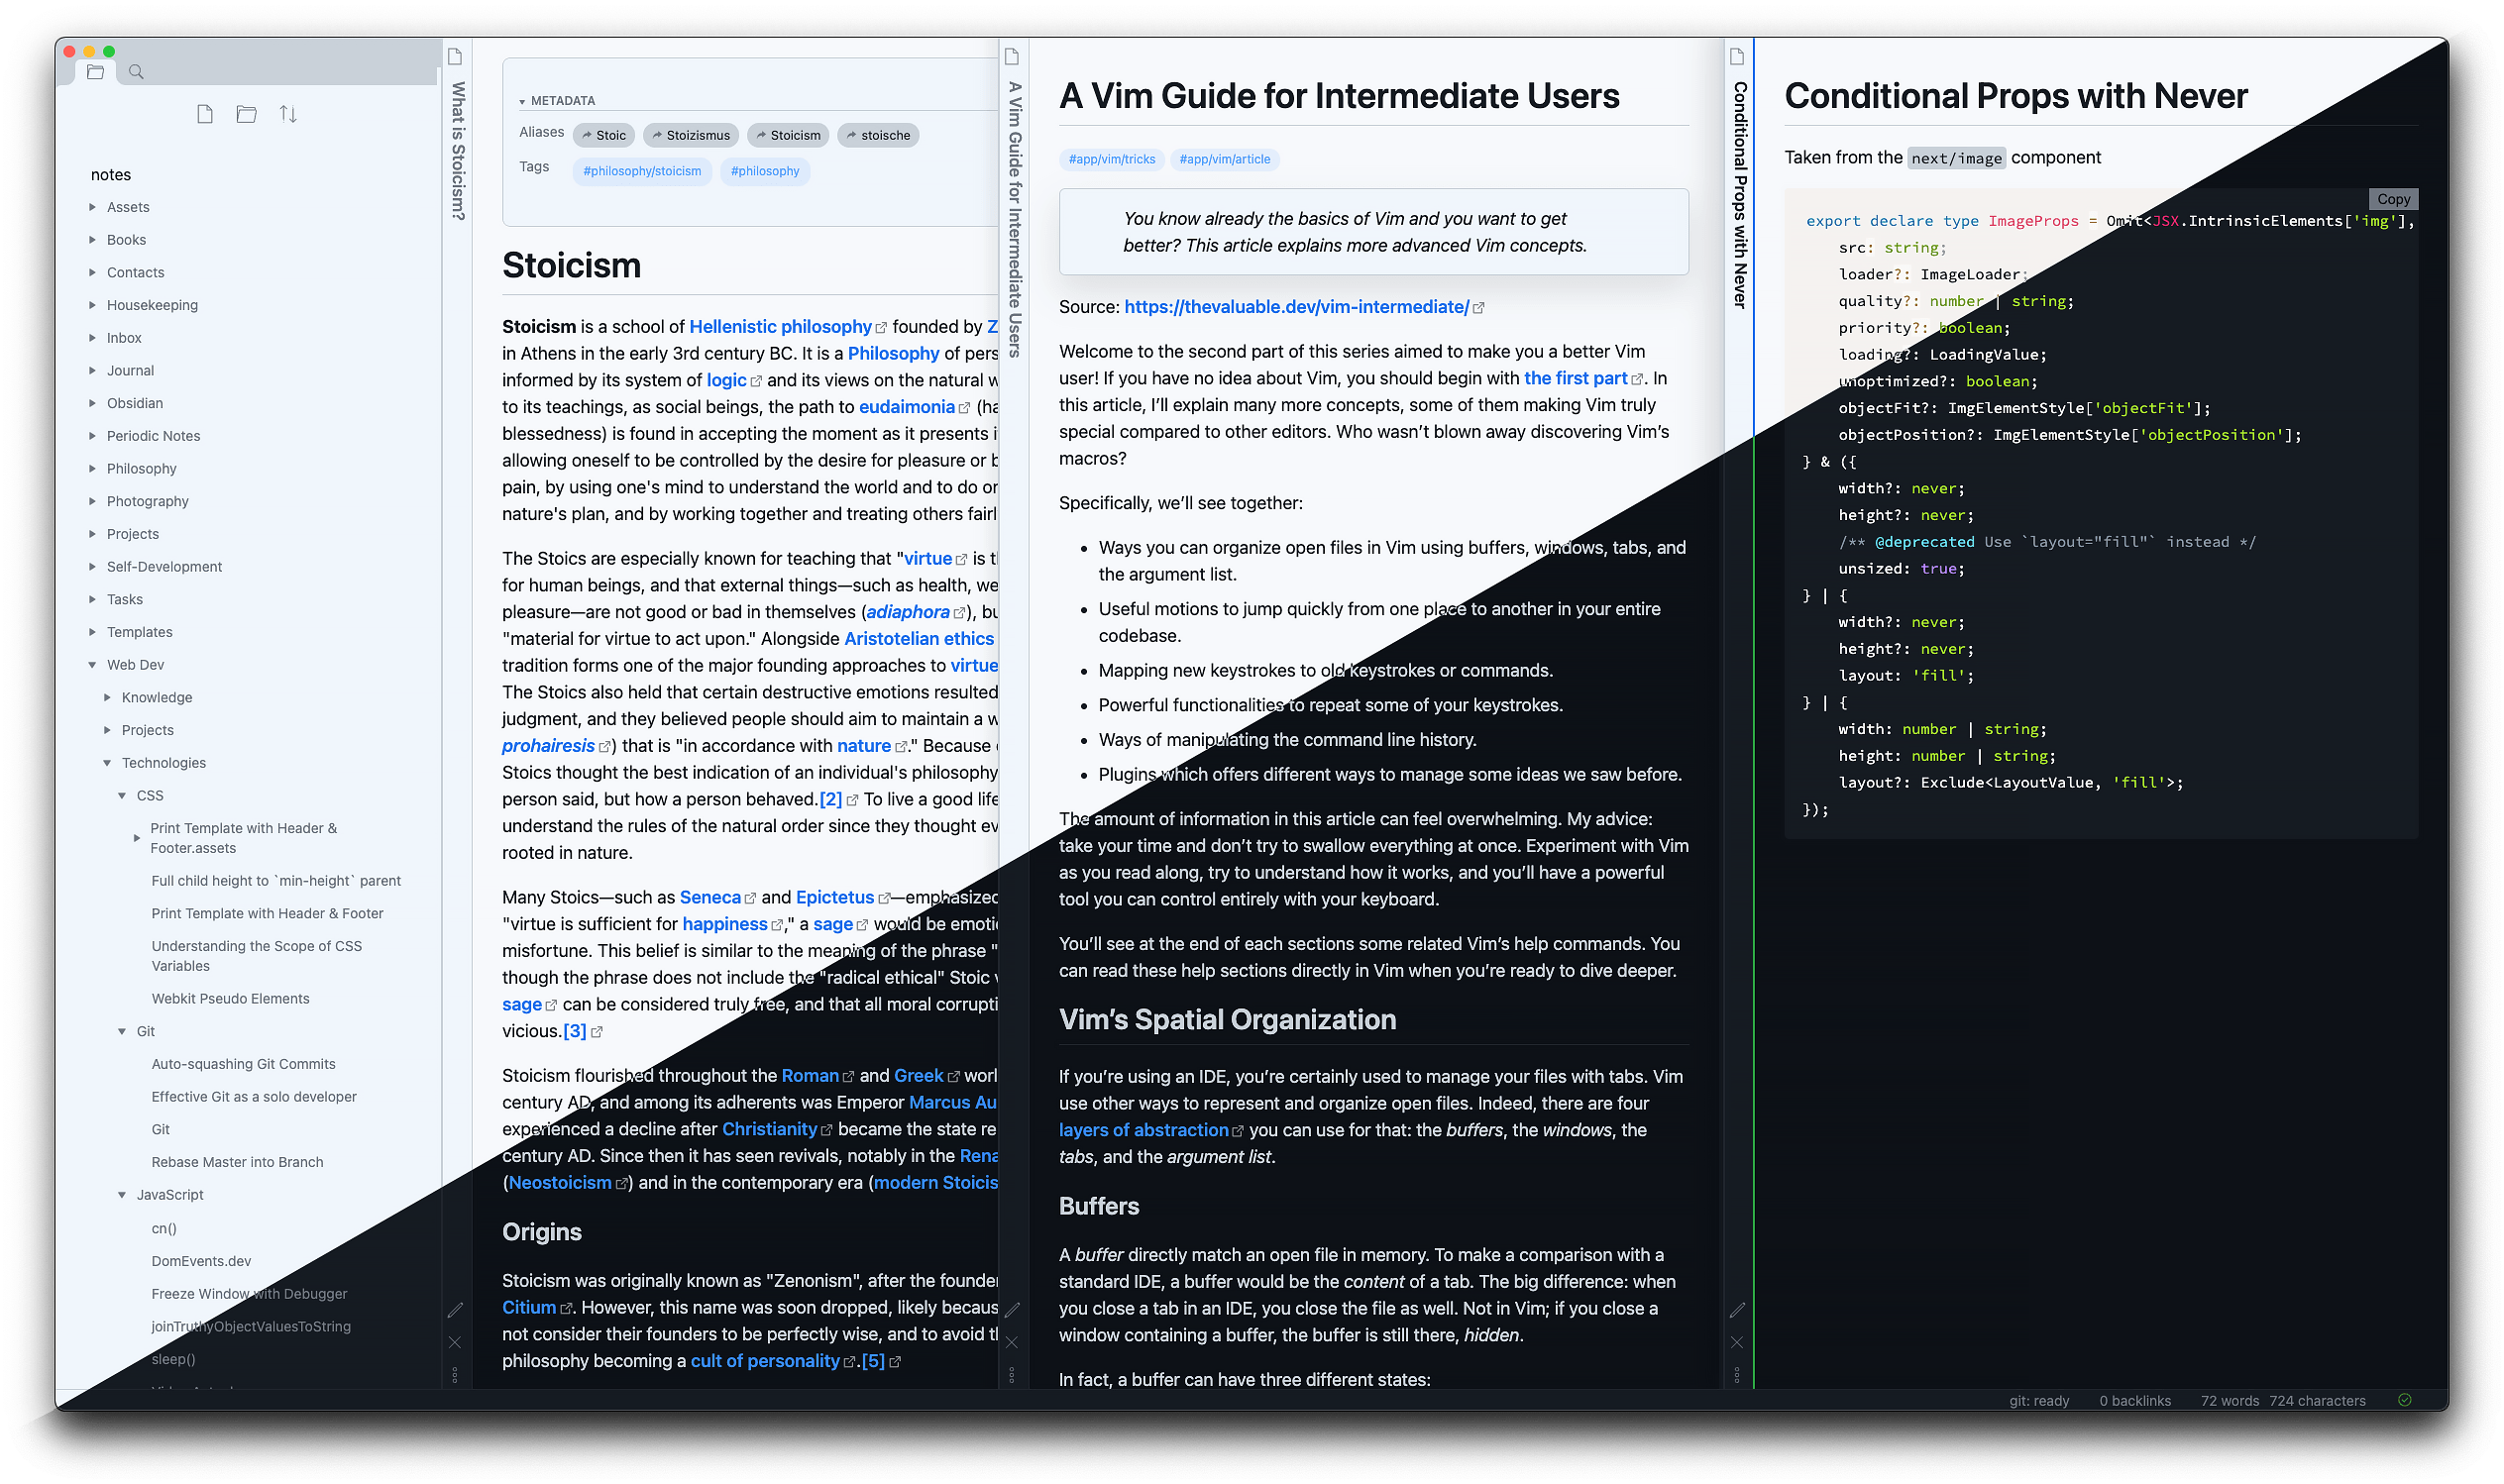 notes
Assets
Books
Contacts
Housekeeping
Inbox
Journal
Obsidian
Periodic Notes
Philosophy
Photography
Projects
Self-Development
Tasks
Templates
Web Dev
Knowledge
Projects
Technologies
CSS
Print Template with Header &
Footer.assets
Full child height to `min-height` parent
Print Template with Header & Footer
Understanding the Scope of CSS
Variables
Webkit Pseudo Elements
Git
Auto-squashing Git Commits
Effective Git as a solo developer
Git
Rebase Master into Branch
JavaScript
cn()
DomEvents.dev
Freeze Window with Debugger
joinTruthyObjectValuesToString
sleep()
What is Stoicism?
METADATA
Aliases Stoic Stoizismus Stoicism stoische
Tags #philosophy/stoicism #philosophy
Stoicism
Stoicism is a school of Hellenistic philosophy founded by Z
in Athens in the early 3rd century BC. It is a Philosophy of pers
informed by its system of logic and its views on the natural w
to its teachings, as social beings, the path to eudaimonia (ha
blessedness) is found in accepting the moment as it presents i
allowing oneself to be controlled by the desire for pleasure or
pain, by using one's mind to understand the world and to do
nature's plan, and by working together and treating others fairl
The Stoics are especially known for teaching that "virtue is t
for human beings, and that external things—such as health, we
pleasure—are not good or bad in themselves (adiaphora), bu
"material for virtue to act upon." Alongside Aristotelian ethics
tradition forms one of the major founding approaches to virtue
The Stoics also held that certain destructive emotions resulted
judgment, and they believed people should aim to maintain a w
prohairesis) that is "in accordance with nature." Because
Stoics thought the best indication of an individual's philosophy
person said, but how a person behaved.[2] To live a good life
understand the rules of the natural order since they thought ev
rooted in nature.
Many Stoics—such as Seneca and Epictetus—emphasized
"virtue is sufficient for happiness," a sage would be emotio
misfortune. This belief is similar to the meaning of the phrase "
though the phrase does not include the "radical ethical" Stoic
sage can be considered truly free, and that all moral corrupti
vicious.[3]
Stoicism flourished throughout the Roman and Greek worl
century AD, and among its adherents was Emperor Marcus Au
experienced a decline after Christianity became the state re
century AD. Since then it has seen revivals, notably in the Rena
(Neostoicism) and in the contemporary era (modern Stoicis
Origins
Stoicism was originally known as "Zenonism", after the founder
Citium. However, this name was soon dropped, likely becaus
not consider their founders to be perfectly wise, and to avoid th
philosophy becoming a cult of personality.[5]
A Vim Guide for Intermediate Users
A Vim Guide for Intermediate Users
#app/vim/tricks #app/vim/article
You know already the basics of Vim and you want to get
better? This article explains more advanced Vim concepts.
Source: https://thevaluable.dev/vim-intermediate/
Welcome to the second part of this series aimed to make you a better Vim
user! If you have no idea about Vim, you should begin with the first part. In
this article, I’ll explain many more concepts, some of them making Vim truly
special compared to other editors. Who wasn’t blown away discovering Vim’s
macros?
Specifically, we’ll see together:
Ways you can organize open files in Vim using buffers, windows, tabs, and
the argument list.
Useful motions to jump quickly from one place to another in your entire
codebase.
Mapping new keystrokes to old keystrokes or commands.
Powerful functionalities to repeat some of your keystrokes.
Ways of manipulating the command line history.
Plugins which offers different ways to manage some ideas we saw before.
The amount of information in this article can feel overwhelming. My advice:
take your time and don’t try to swallow everything at once. Experiment with Vim
as you read along, try to understand how it works, and you’ll have a powerful
tool you can control entirely with your keyboard.
You’ll see at the end of each sections some related Vim’s help commands. You
can read these help sections directly in Vim when you’re ready to dive deeper.
Vim’s Spatial Organization
If you’re using an IDE, you’re certainly used to manage your files with tabs. Vim
use other ways to represent and organize open files. Indeed, there are four
layers of abstraction you can use for that: the buffers, the windows, the
tabs, and the argument list.
Buffers
A buffer directly match an open file in memory. To make a comparison with a
standard IDE, a buffer would be the content of a tab. The big difference: when
you close a tab in an IDE, you close the file as well. Not in Vim; if you close a
window containing a buffer, the buffer is still there, hidden.
In fact, a buffer can have three different states:
Conditional Props with Never
Conditional Props with Never
Taken from the next/image component
Copy
export declare type ImageProps = Omit<JSX.IntrinsicElements['img'],
src: string;
loader?: ImageLoader;
quality?: number | string;
priority?: boolean;
loading?: LoadingValue;
unoptimized?: boolean;
objectFit?: ImgElementStyle['objectFit'];
objectPosition?: ImgElementStyle['objectPosition'];
} & ({
width?: never;
height?: never;
/** @deprecated Use `layout="fill"` instead */
unsized: true;
} | {
width?: never;
height?: never;
layout: 'fill';
} | {
width: number | string;
height: number | string;
layout?: Exclude<LayoutValue, 'fill'>;
});
git: ready 0 backlinks 72 words 724 characters